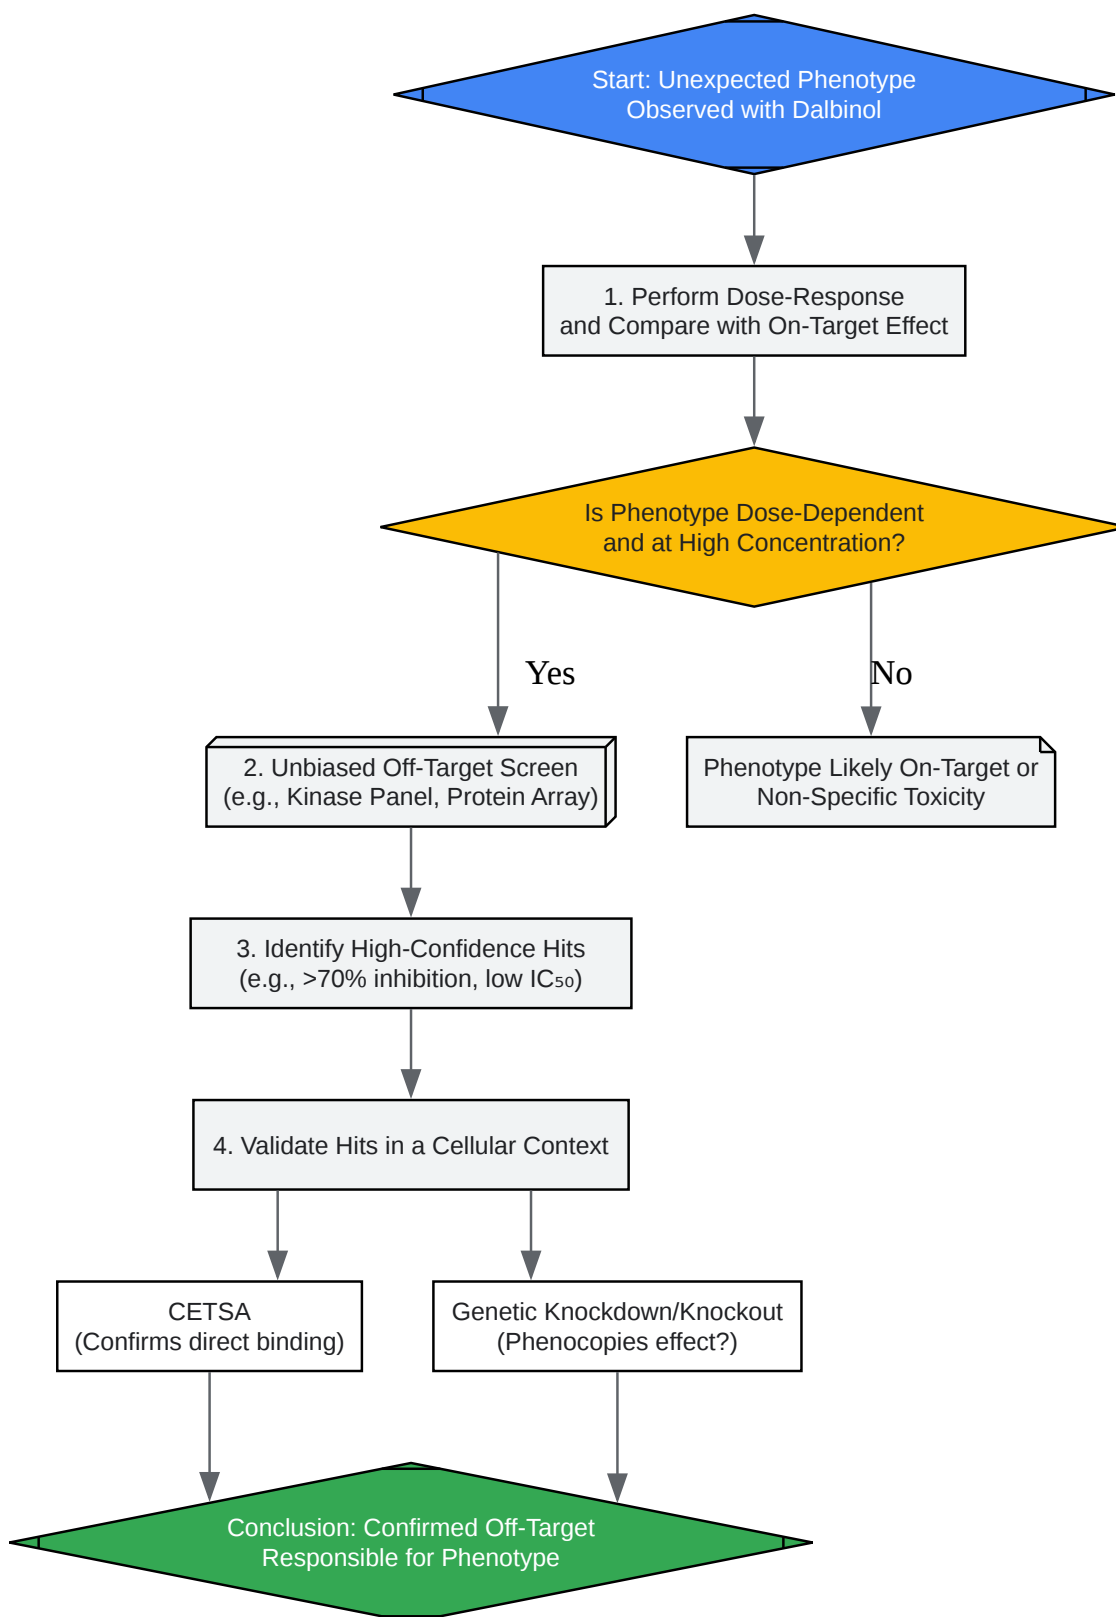 Start: Unexpected Phenotype
Observed with Dalbinol
1. Perform Dose-Response
and Compare with On-Target Effect
Is Phenotype Dose-Dependent
and at High Concentration?
Yes
No
2. Unbiased Off-Target Screen
(e.g., Kinase Panel, Protein Array)
Phenotype Likely On-Target or
Non-Specific Toxicity
3. Identify High-Confidence Hits
(e.g., >70% inhibition, low IC₅₀)
4. Validate Hits in a Cellular Context
CETSA
(Confirms direct binding)
Genetic Knockdown/Knockout
(Phenocopies effect?)
Conclusion: Confirmed Off-Target
Responsible for Phenotype